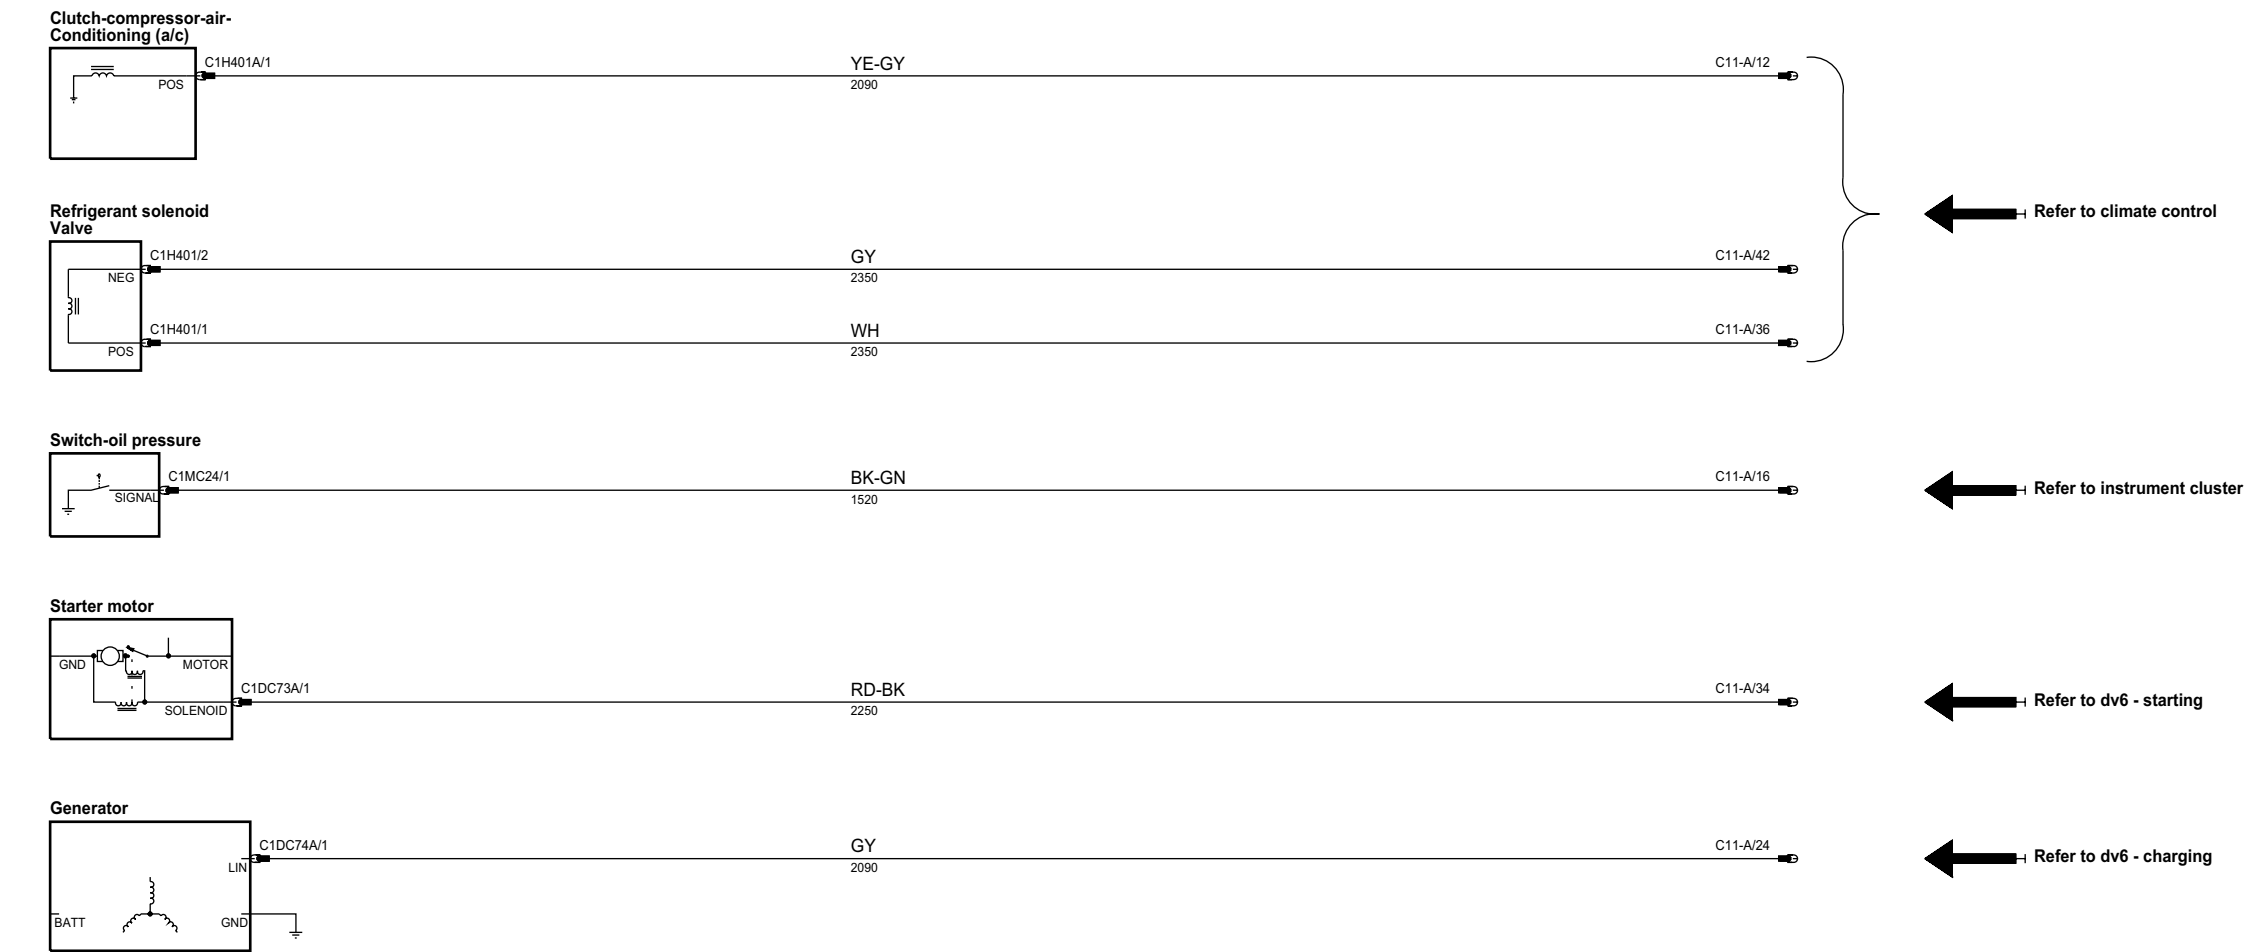 Clutch-compressor-air-
Conditioning (a/c)
C1H401A/1
YE-GY
C11-A/12
POS
2090
Refrigerant solenoid
Valve
Refer to climate control
C1H401/2
GY
C11-A/42
NEG
2350
C1H401/1
WH
C11-A/36
POS
2350
Switch-oil pressure
C1MC24/1
BK-GN
C11-A/16
Refer to instrument cluster
SIGNAL
1520
Starter motor
GND
MOTOR
C1DC73A/1
RD-BK
C11-A/34
Refer to dv6 - starting
SOLENOID
2250
Generator
C1DC74A/1
GY
C11-A/24
Refer to dv6 - charging
LIN
2090
BATT
GND